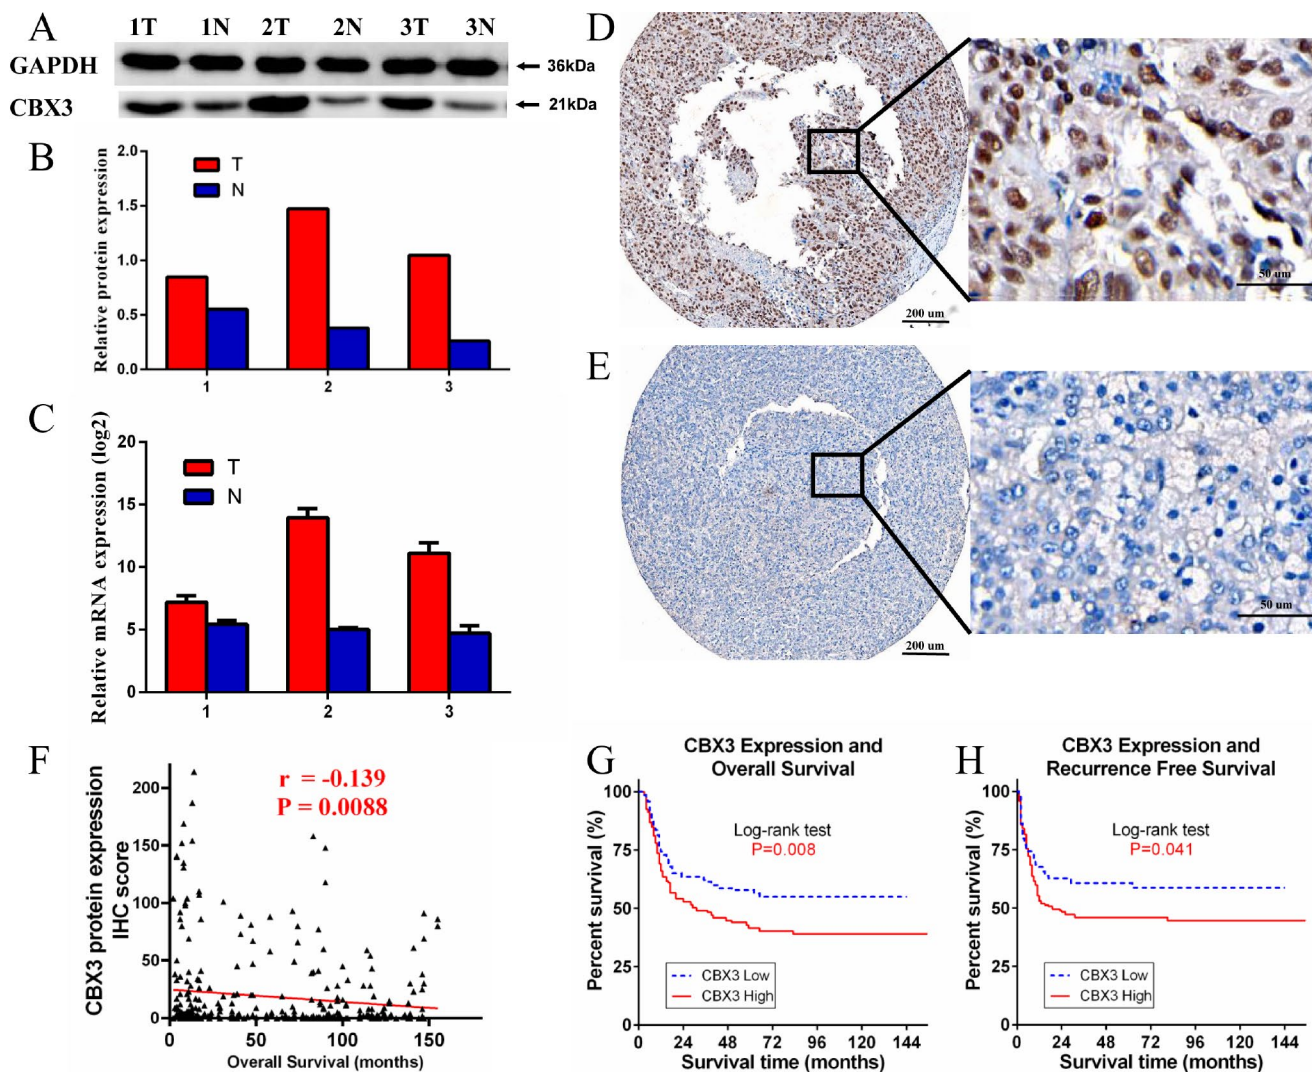 A
1T 1N 2T 2N 3T 3N
GAPDH
36kDa
CBX3
21kDa
B
Relative protein expression
2.0
1.5
1.0
0.5
0.0
T
N
1 2 3
C
Relative mRNA expression (log2)
20
15
10
5
0
T
N
1 2 3
D
200 um
50 um
E
200 um
50 um
F
r = -0.139
P = 0.0088
CBX3 protein expression
IHC score
200
150
100
50
0
0 50 100 150
Overall Survival (months)
G
CBX3 Expression and
Overall Survival
Log-rank test
P=0.008
Percent survival (%)
100
75
50
25
0
CBX3 Low
CBX3 High
0 24 48 72 96 120 144
Survival time (months)
H
CBX3 Expression and
Recurrence Free Survival
Log-rank test
P=0.041
Percent survival (%)
100
75
50
25
0
CBX3 Low
CBX3 High
0 24 48 72 96 120 144
Survival time (months)